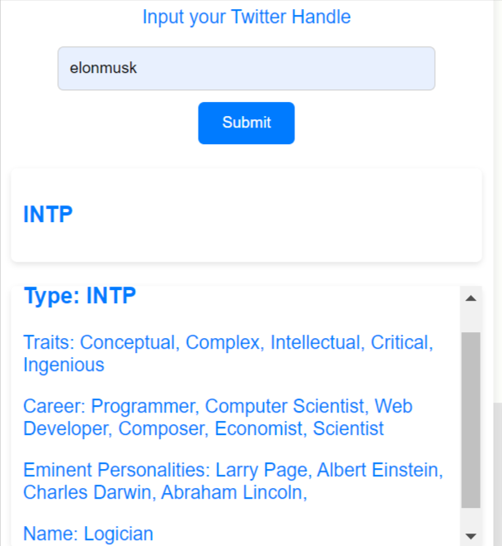 Input your Twitter Handle
elonmusk
Submit
INTP
Type: INTP
Traits: Conceptual, Complex, Intellectual, Critical,
Ingenious
Career: Programmer, Computer Scientist, Web
Developer, Composer, Economist, Scientist
Eminent Personalities: Larry Page, Albert Einstein,
Charles Darwin, Abraham Lincoln,
Name: Logician